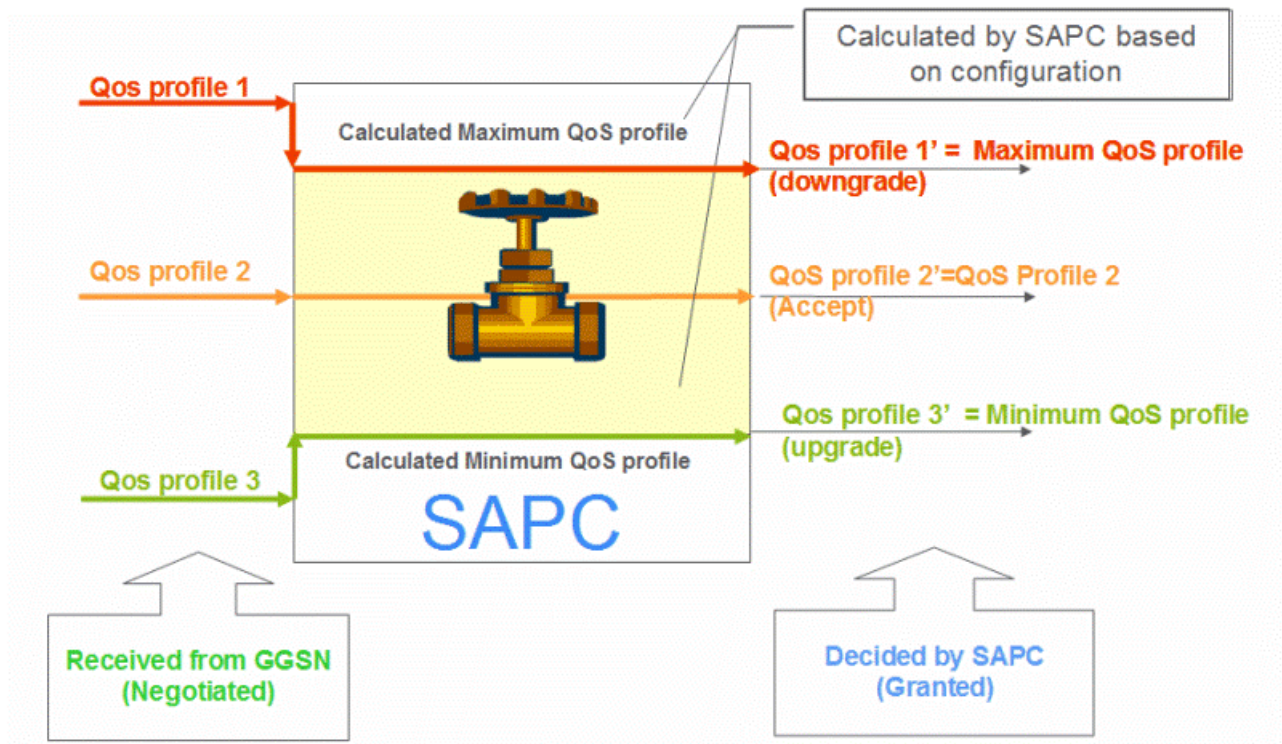 Calculated by SAPC based
on configuration
Qos profile 1
Calculated Maximum QoS profile
Qos profile 1’ = Maximum QoS profile
(downgrade)
Qos profile 2
QoS profile 2’=QoS Profile 2
(Accept)
Qos profile 3’ = Minimum QoS profile
(upgrade)
Calculated Minimum QoS profile
Qos profile 3
SAPC
Received from GGSN
(Negotiated)
Decided by SAPC
(Granted)